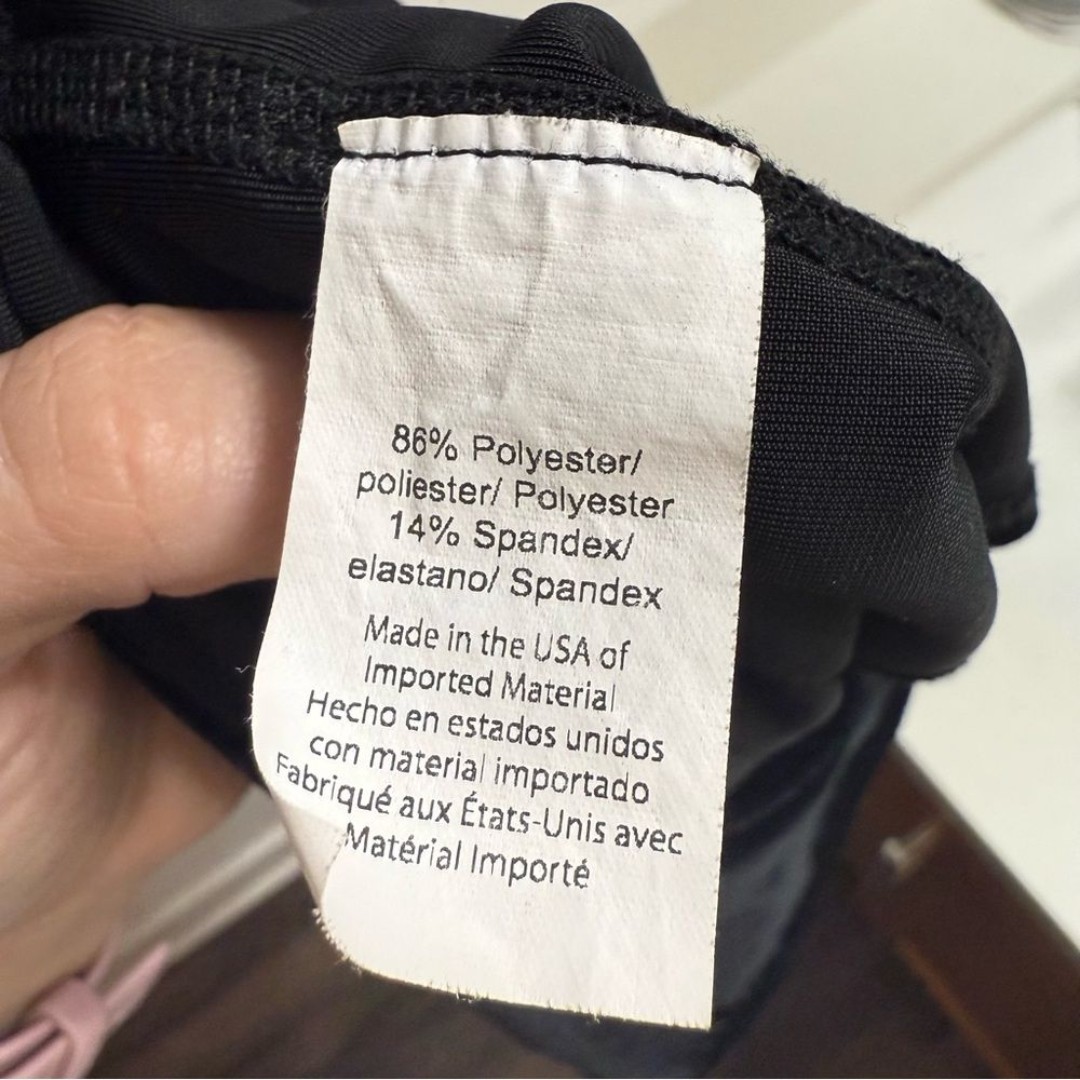 86% Polyester/
poliester/ Polyester
14% Spandex/
elastano/ Spandex
Made in the USA of
Imported Material
Hecho en estados unidos
con material importado
Fabriqué aux États-Unis avec
Matérial Importé